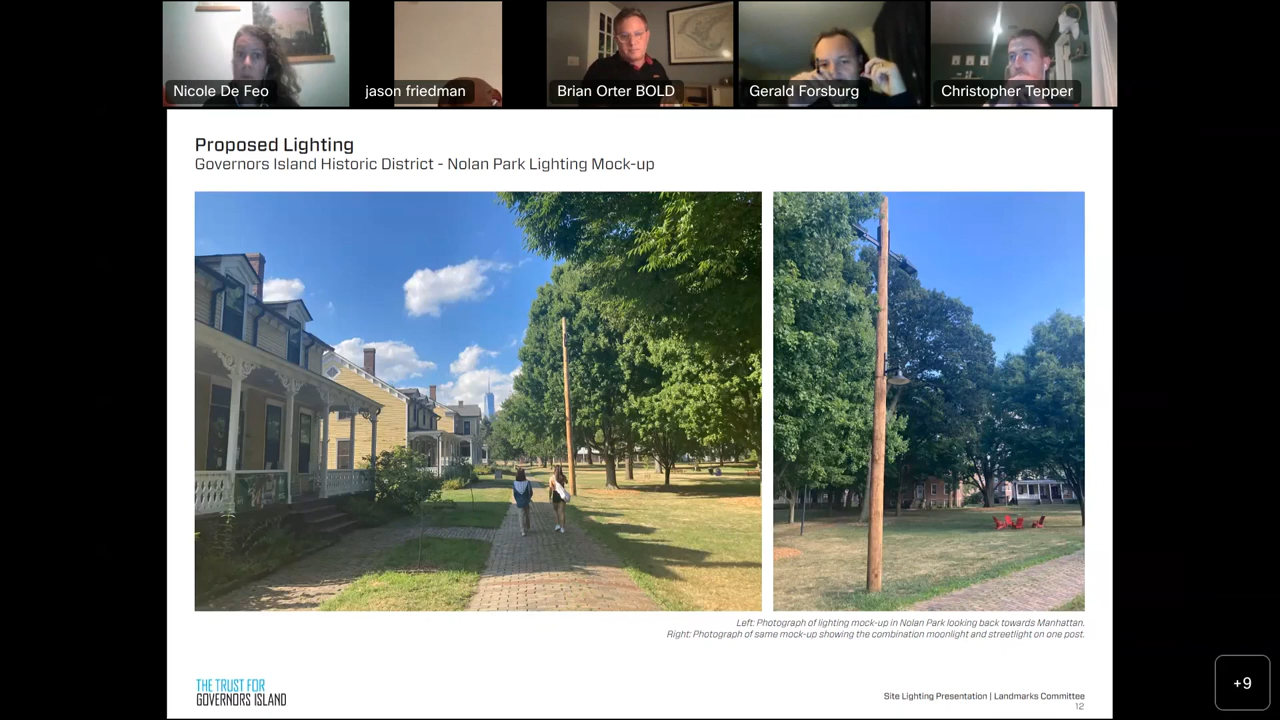 Nicole De Feo
jason friedman
Brian Orter BOLD
Gerald Forsburg
Christopher Tepper
Proposed Lighting
Governors Island Historic District - Nolan Park Lighting Mock-up
Left: Photograph of lighting mock-up in Nolan Park looking back towards Manhattan.
Right: Photograph of same mock-up showing the combination moonlight and streetlight on one post.
THE TRUST FOR
GOVERNORS ISLAND
Site Lighting Presentation | Landmarks Committee
12
+9